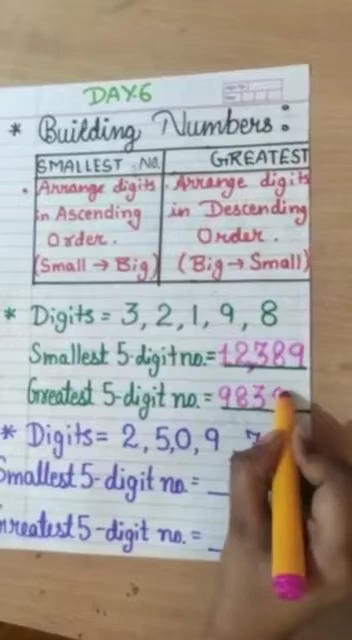 DAY-6
* Building Numbers:
SMALLEST NO. GREATEST
• Arrange digits in Ascending Order. (Small → Big)
• Arrange digits in Descending Order. (Big → Small)
* Digits = 3, 2, 1, 9, 8
Smallest 5-digit no. = 12,389
Greatest 5-digit no. = 983
* Digits = 2, 5, 0, 9, 7
Smallest 5-digit no. = _
Greatest 5-digit no. = _